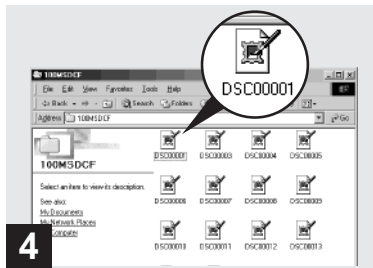 100MSDCF
File Edit View Favorites Tools Help
Back Search Folders
Address 100MSDCF Go
DSC00001
100MSDCF
Select an item to view its description.
See also:
My Documents
My Network Places
My Computer
DSC00001 DSC00003 DSC00004 DSC00005
DSC00006 DSC00007 DSC00008 DSC00009
DSC00010 DSC00011 DSC00012 DSC00013
4